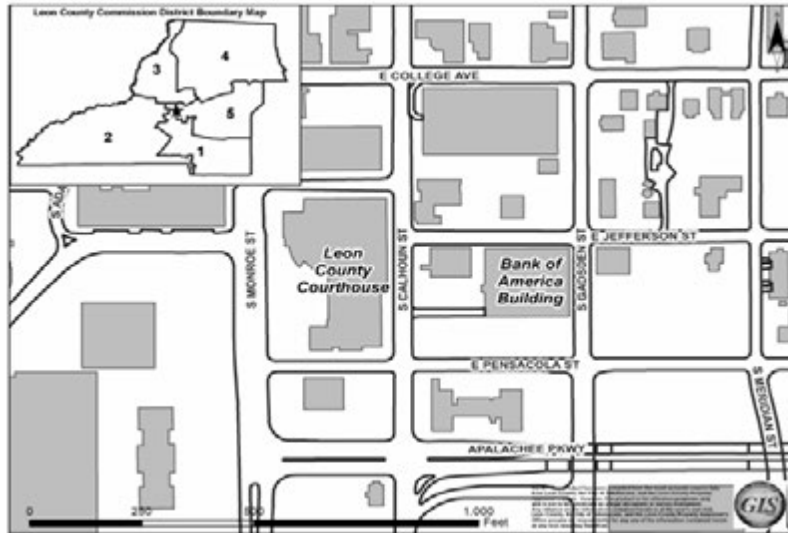 Leon County Commission District Boundary Map
4
3
5
2
1
E COLLEGE AVE
S ADA
E JEFFERSON ST
S MONROE ST
Leon
County
Courthouse
S CALHOUN ST
Bank of
America
Building
S GADSDEN ST
E PENSACOLA ST
S MERIDIAN ST
APALACHEE PKWY
0
250
500
1,000
Feet
GIS